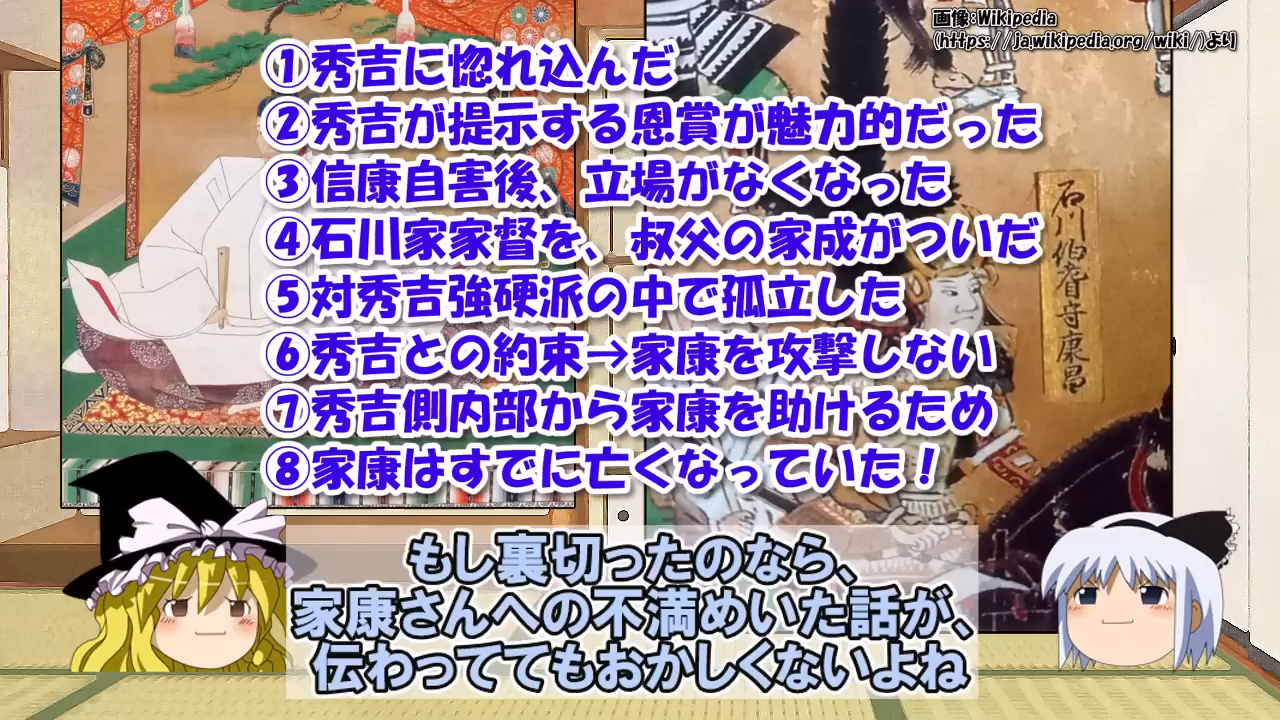 画像:Wikipedia
(https://ja.wikipedia.org/wiki/)より
①秀吉に惚れ込んだ
②秀吉が提示する恩賞が魅力的だった
③信康自害後、立場がなくなった
④石川家家督を、叔父の家成がついだ
⑤対秀吉強硬派の中で孤立した
⑥秀吉との約束→家康を攻撃しない
⑦秀吉側内部から家康を助けるため
⑧家康はすでに亡くなっていた！
石川伯耆守康昌
もし裏切ったのなら、
家康さんへの不満めいた話が、
伝わっててもおかしくないよね